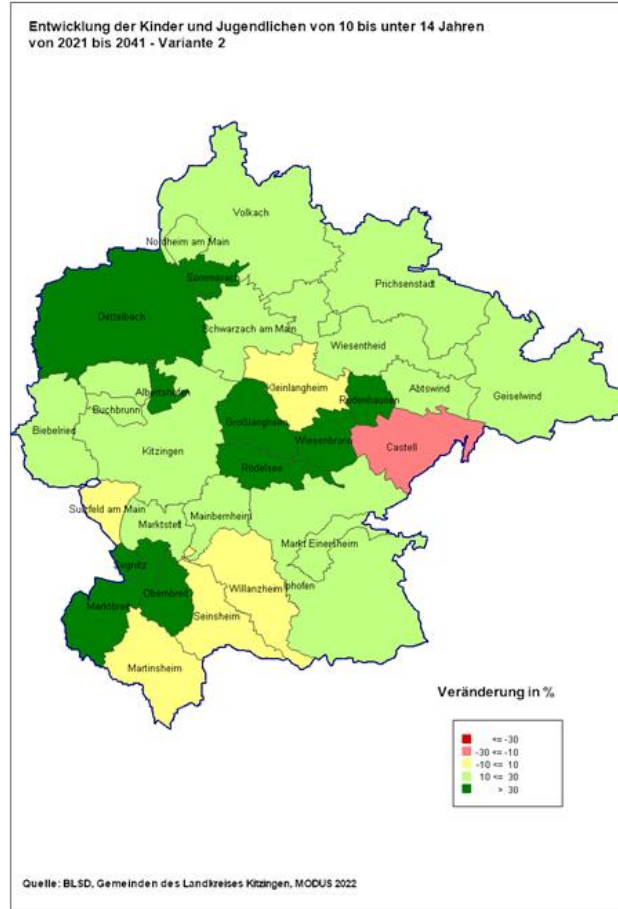 Entwicklung der Kinder und Jugendlichen von 10 bis unter 14 Jahren
von 2021 bis 2041 - Variante 2
Volkach
Nordheim am Main
Sommerach
Prichsenstadt
Dettelbach
Schwarzach am Main
Wiesentheid
Kleinlangheim
Abtswind
Geiselwind
Albertshofen
Rüdenhausen
Buchbrunn
Großlangheim
Biebelried
Wiesenbronn
Castell
Kitzingen
Rödelsee
Sulzfeld am Main
Mainbernheim
Marktsteft
Markt Einersheim
Segnitz
Willanzheim
Iphofen
Obernbreit
Marktbreit
Seinsheim
Martinsheim
Veränderung in %
<= -30
-30 <= -10
-10 <= 10
10 <= 30
> 30
Quelle: BLSD, Gemeinden des Landkreises Kitzingen, MODUS 2022